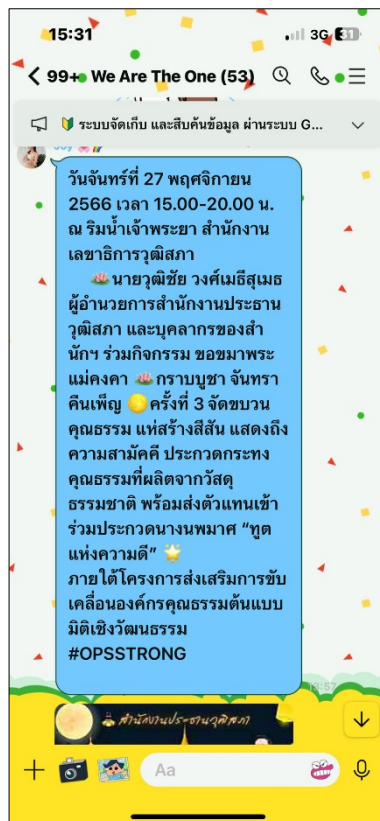 15:31
3G 31
99+ We Are The One (53)
🔰 ระบบจัดเก็บ และสืบค้นข้อมูล ผ่านระบบ G...
Joy 🌸🌈
วันจันทร์ที่ 27 พฤศจิกายน
2566 เวลา 15.00-20.00 น.
ณ ริมน้ำเจ้าพระยา สำนักงาน
เลขาธิการวุฒิสภา
🪷นายวุฒิชัย วงศ์เมธีสุเมธ
ผู้อำนวยการสำนักงานประธาน
วุฒิสภา และบุคลากรของสำ
นักฯ ร่วมกิจกรรม ขอขมาพระ
แม่คงคา 🪷กราบบูชา จันทรา
คืนเพ็ญ 🌕ครั้งที่ 3 จัดขบวน
คุณธรรม แห่สร้างสีสัน แสดงถึง
ความสามัคคี ประกวดกระทง
คุณธรรมที่ผลิตจากวัสดุ
ธรรมชาติ พร้อมส่งตัวแทนเข้า
ร่วมประกวดนางนพมาศ “ทูต
แห่งความดี” 🌟
ภายใต้โครงการส่งเสริมการขับ
เคลื่อนองค์กรคุณธรรมต้นแบบ
มิติเชิงวัฒนธรรม
#OPSSTRONG
13:57
สำนักงานประธานวุฒิสภา
Aa